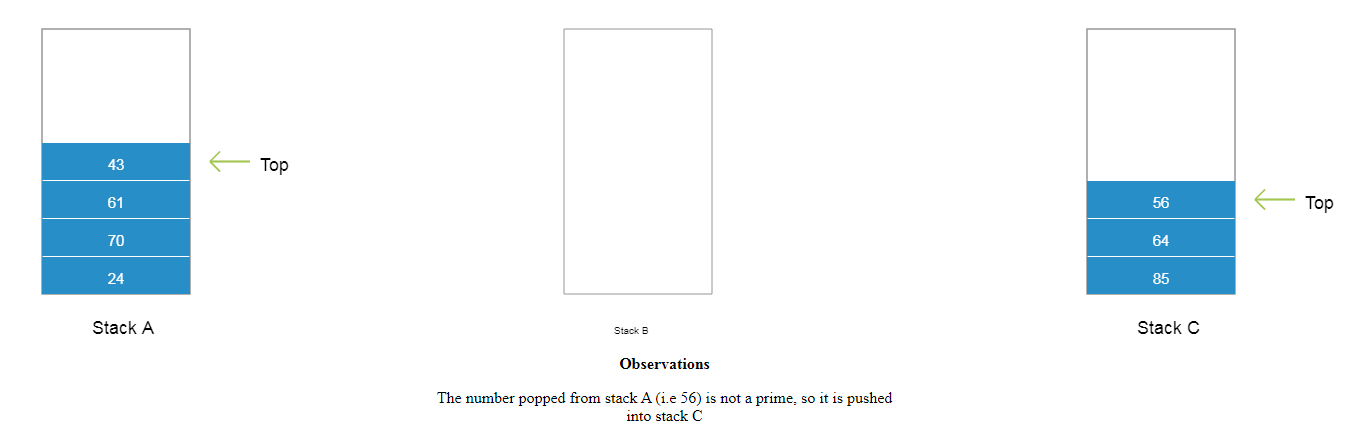 43
Top
61
70
24
Stack A
Stack B
56
Top
64
85
Stack C
Observations
The number popped from stack A (i.e 56) is not a prime, so it is pushed
into stack C